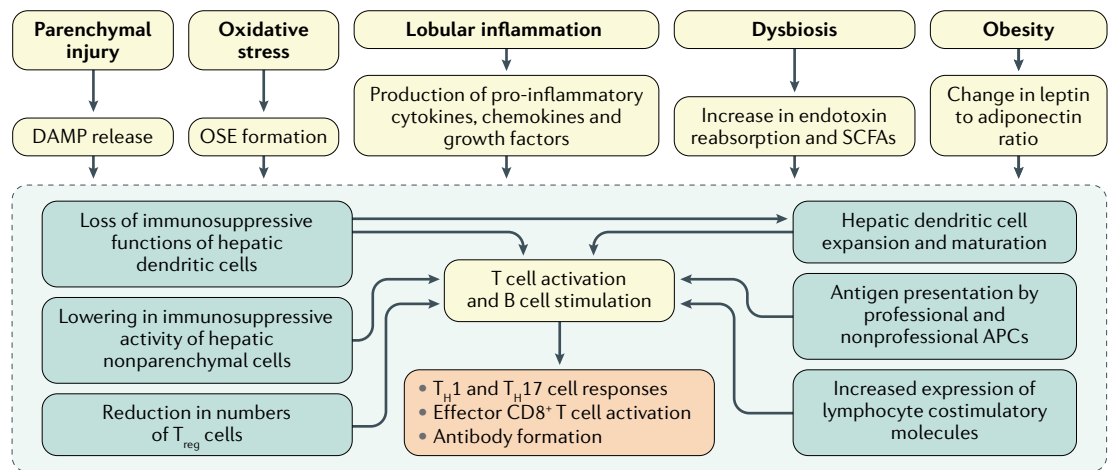 Parenchymal
injury
Oxidative
stress
Lobular inflammation
Dysbiosis
Obesity
DAMP release
OSE formation
Production of pro-inflammatory
cytokines, chemokines and
growth factors
Increase in endotoxin
reabsorption and SCFAs
Change in leptin
to adiponectin
ratio
Loss of immunosuppressive
functions of hepatic
dendritic cells
Hepatic dendritic cell
expansion and maturation
T cell activation
and B cell stimulation
Lowering in immunosuppressive
activity of hepatic
nonparenchymal cells
Antigen presentation by
professional and
nonprofessional APCs
Reduction in numbers
of Treg cells
• TH1 and TH17 cell responses
• Effector CD8⁺ T cell activation
• Antibody formation
Increased expression of
lymphocyte costimulatory
molecules